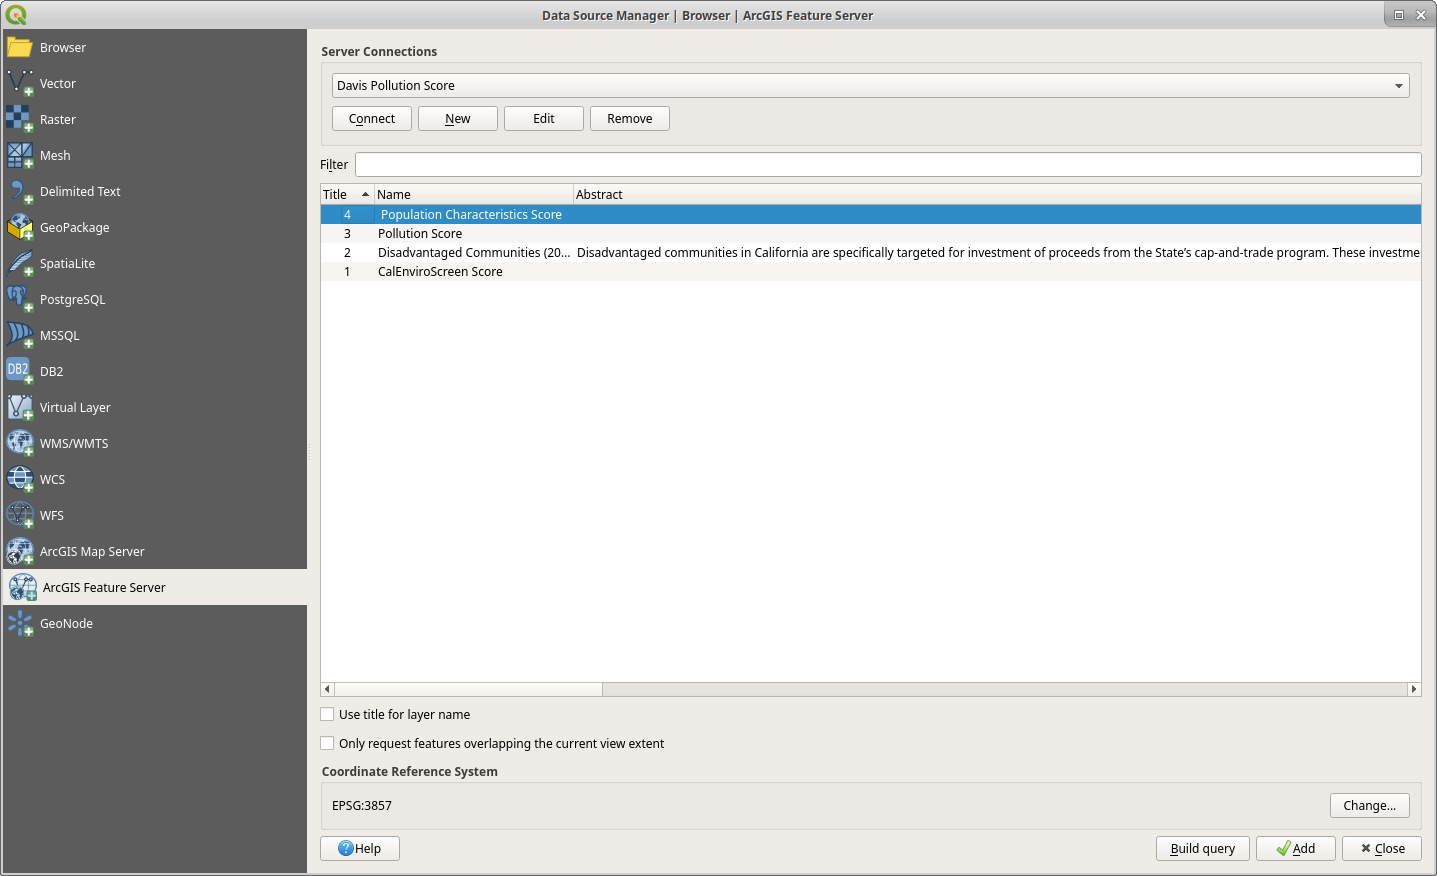 Data Source Manager | Browser | ArcGIS Feature Server
Browser
Vector
Raster
Mesh
Delimited Text
GeoPackage
SpatiaLite
PostgreSQL
MSSQL
DB2
DB2
Virtual Layer
WMS/WMTS
WCS
WFS
ArcGIS Map Server
ArcGIS Feature Server
GeoNode
Server Connections
Davis Pollution Score
Connect New Edit Remove
Filter
Title Name Abstract
4 Population Characteristics Score
3 Pollution Score
2 Disadvantaged Communities (20... Disadvantaged communities in California are specifically targeted for investment of proceeds from the State's cap-and-trade program. These investme
1 CalEnviroScreen Score
Use title for layer name
Only request features overlapping the current view extent
Coordinate Reference System
EPSG:3857 Change...
Help Build query Add Close